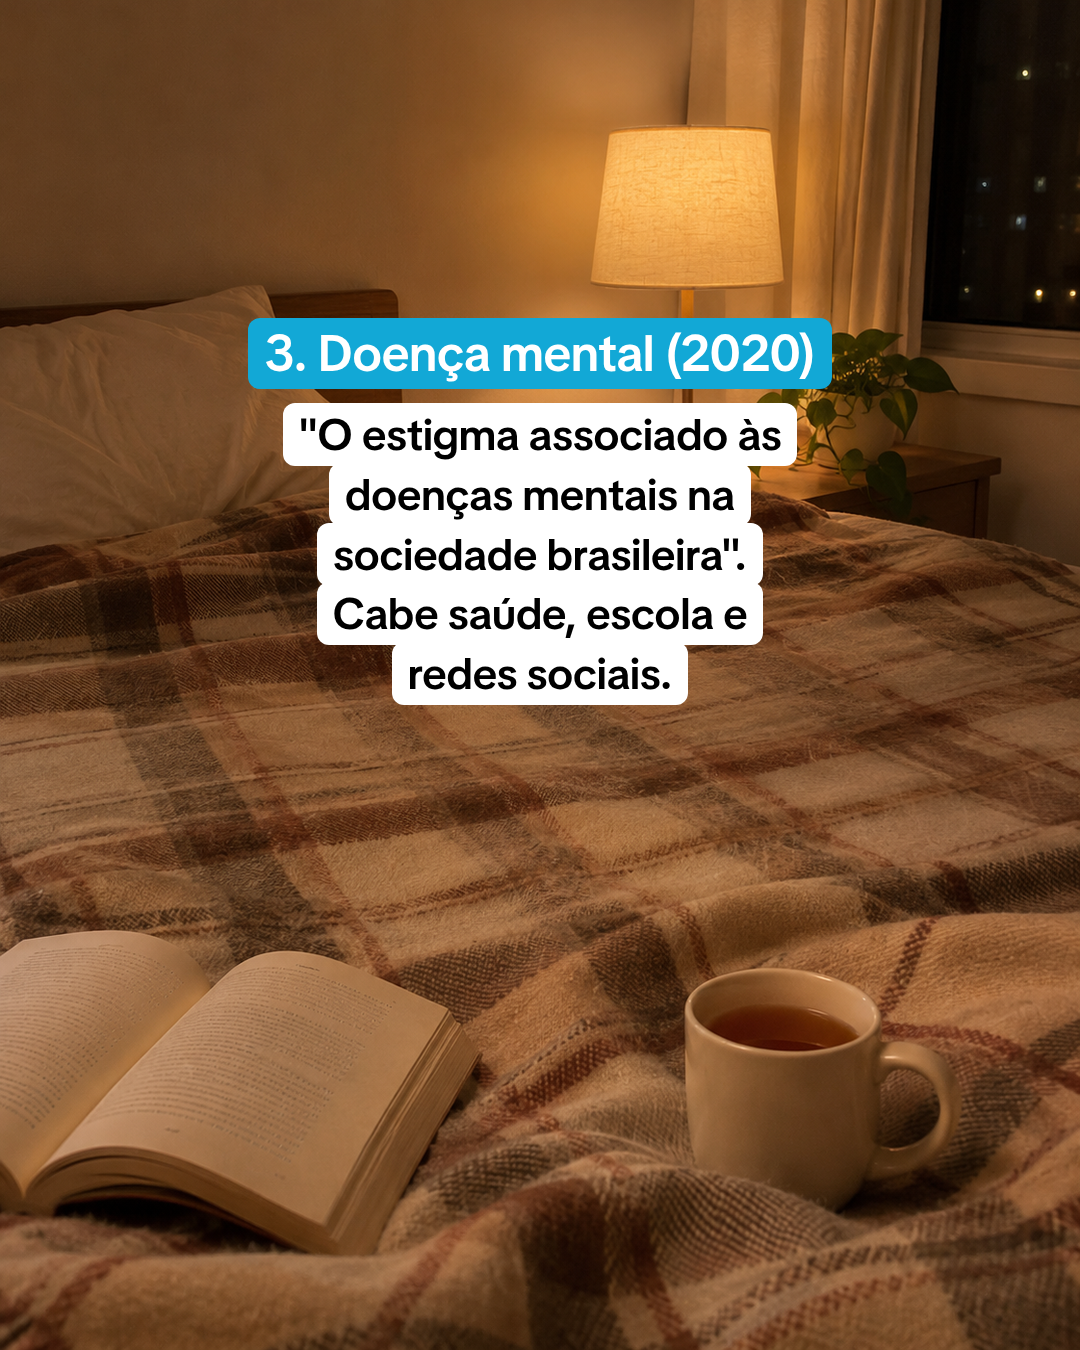 3. Doença mental (2020)
"O estigma associado às
doenças mentais na
sociedade brasileira".
Cabe saúde, escola e
redes sociais.